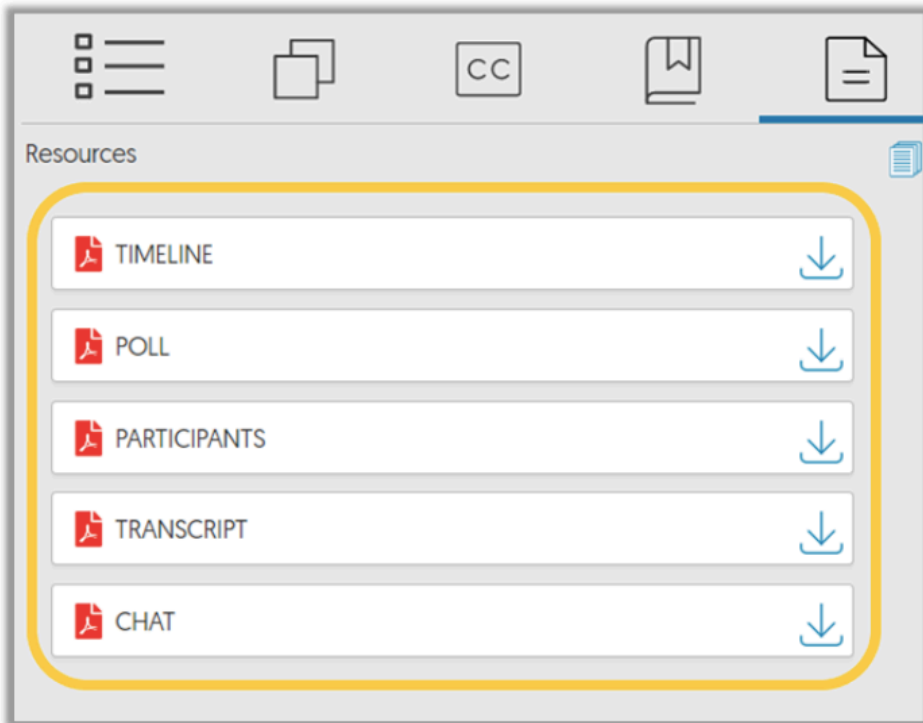 CC
Resources
TIMELINE
POLL
PARTICIPANTS
TRANSCRIPT
CHAT